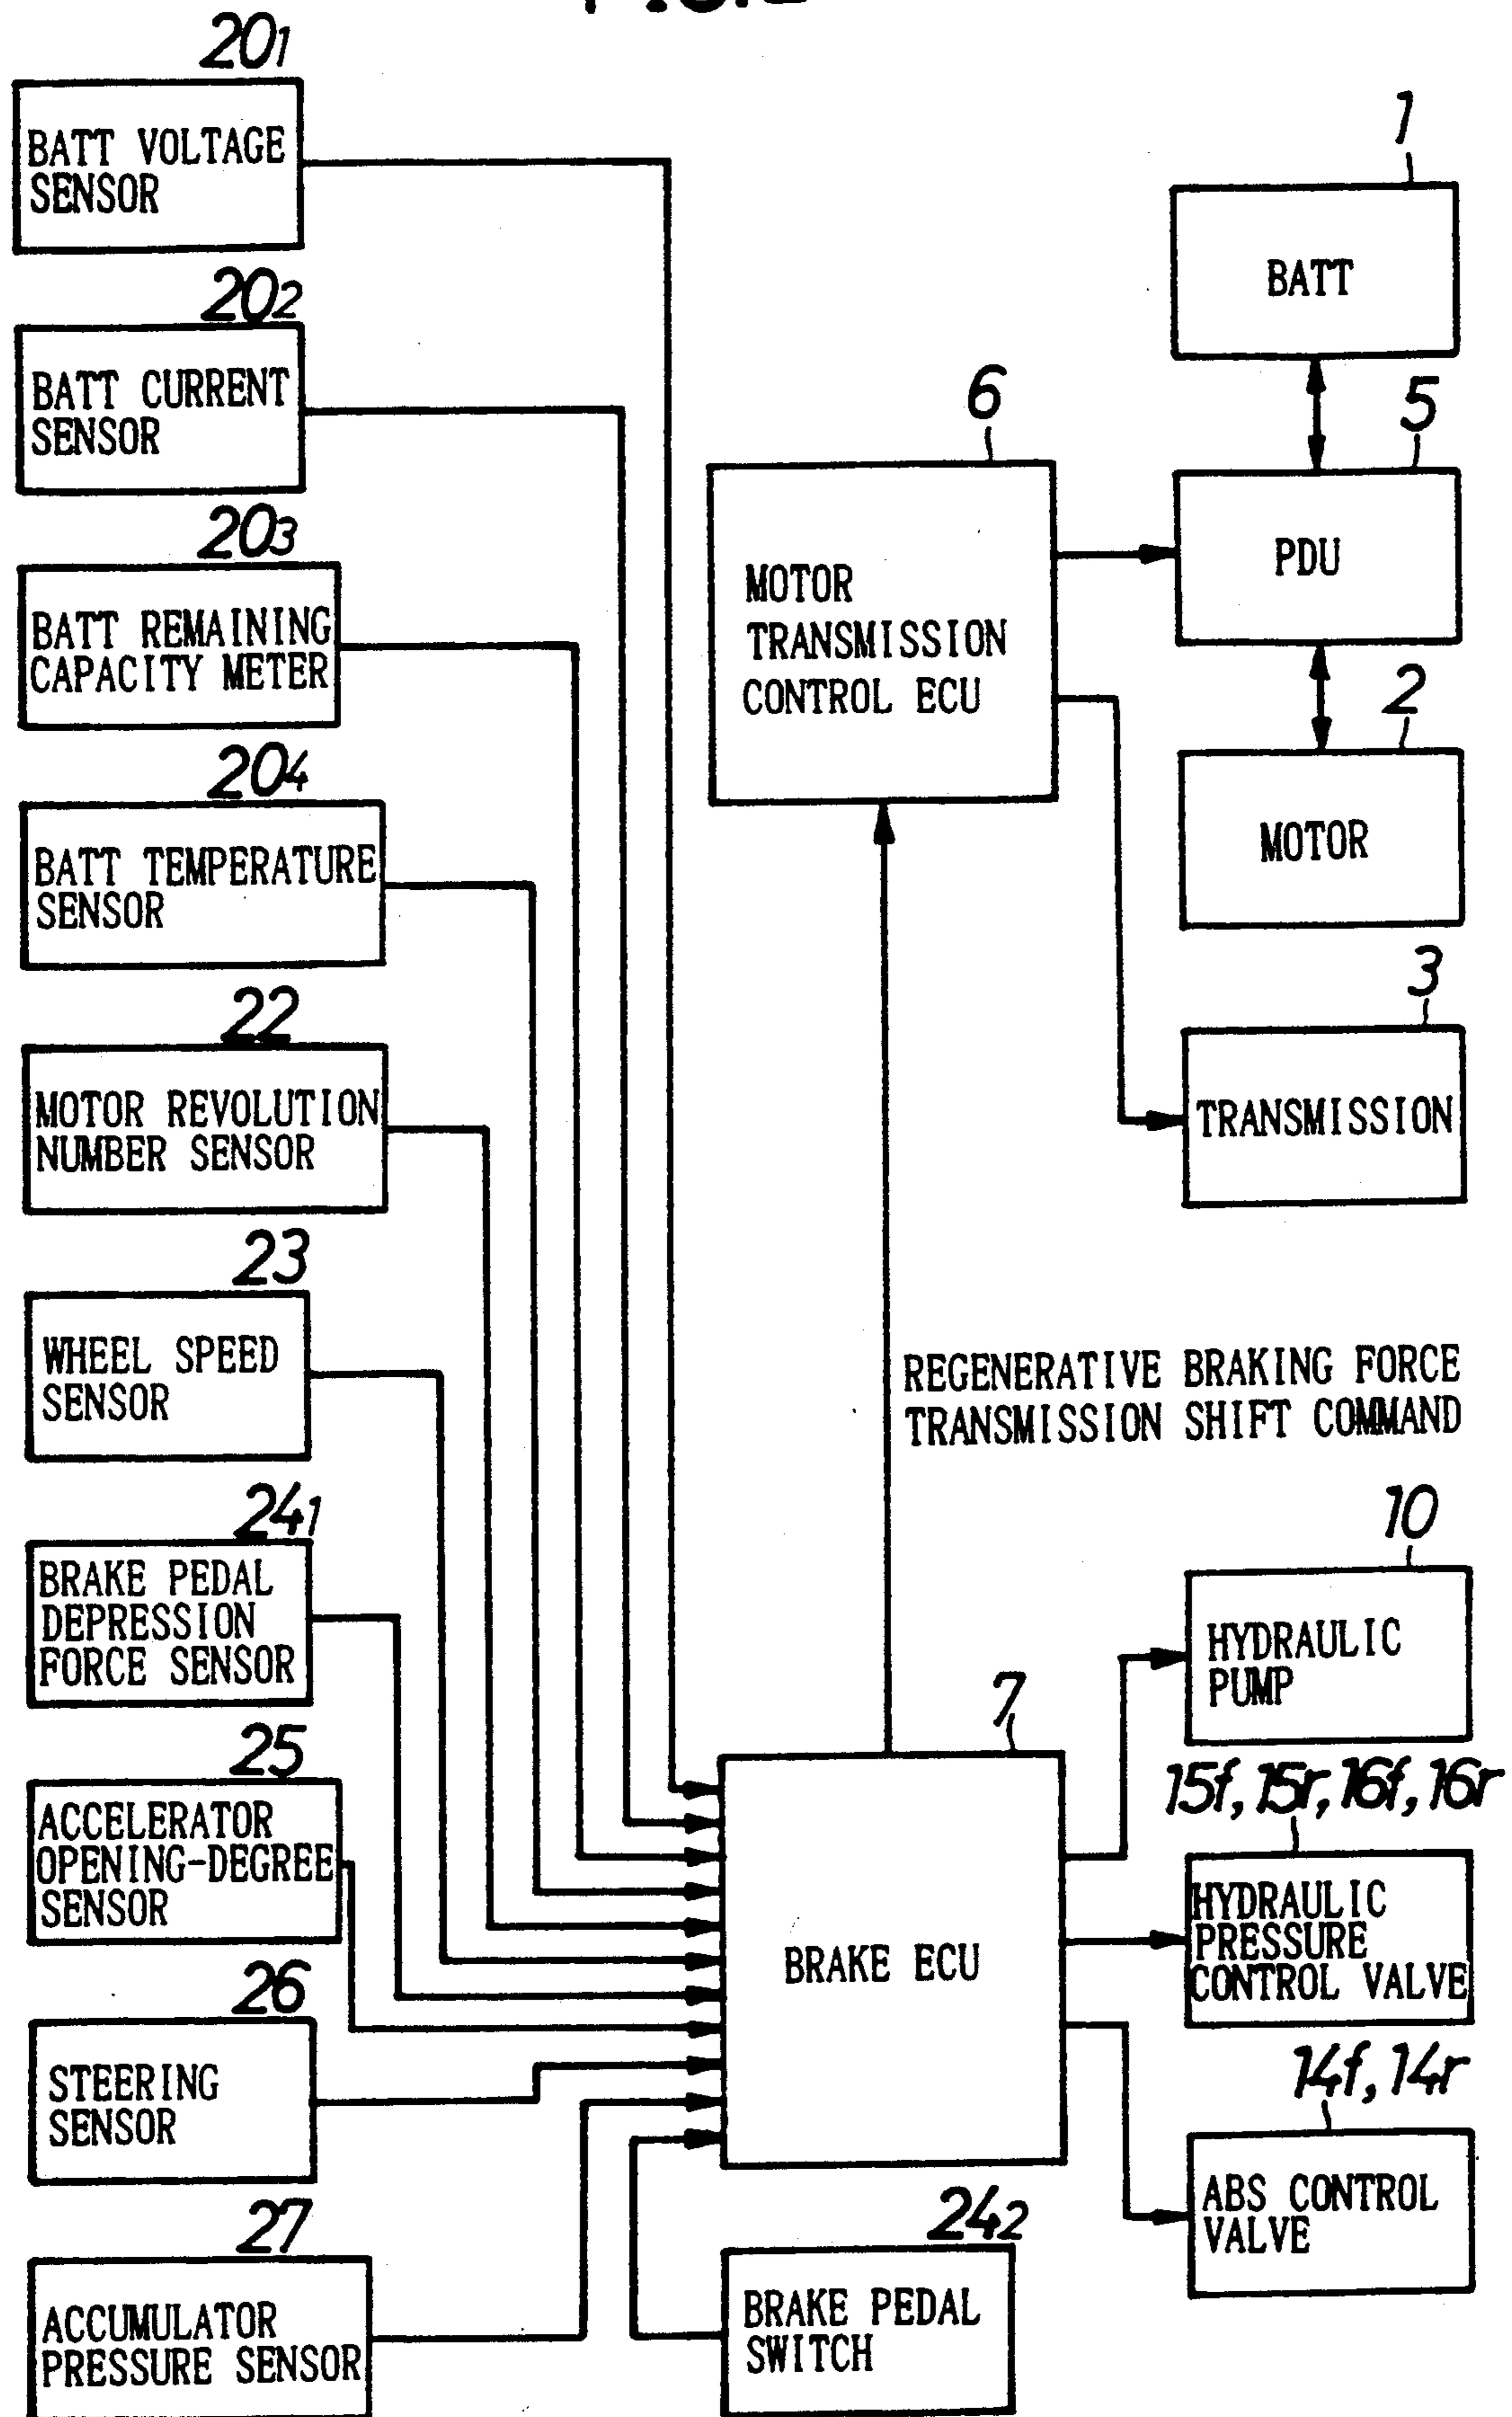 20₁
BATT VOLTAGE
SENSOR
20₂
BATT CURRENT
SENSOR
20₃
BATT REMAINING
CAPACITY METER
20₄
BATT TEMPERATURE
SENSOR
22
MOTOR REVOLUTION
NUMBER SENSOR
23
WHEEL SPEED
SENSOR
24₁
BRAKE PEDAL
DEPRESSION
FORCE SENSOR
25
ACCELERATOR
OPENING-DEGREE
SENSOR
26
STEERING
SENSOR
27
ACCUMULATOR
PRESSURE SENSOR
6
MOTOR
TRANSMISSION
CONTROL ECU
1
BATT
5
PDU
2
MOTOR
3
TRANSMISSION
REGENERATIVE BRAKING FORCE
TRANSMISSION SHIFT COMMAND
7
BRAKE ECU
24₂
BRAKE PEDAL
SWITCH
10
HYDRAULIC
PUMP
15f, 15r, 16f, 16r
HYDRAULIC
PRESSURE
CONTROL VALVE
14f, 14r
ABS CONTROL
VALVE